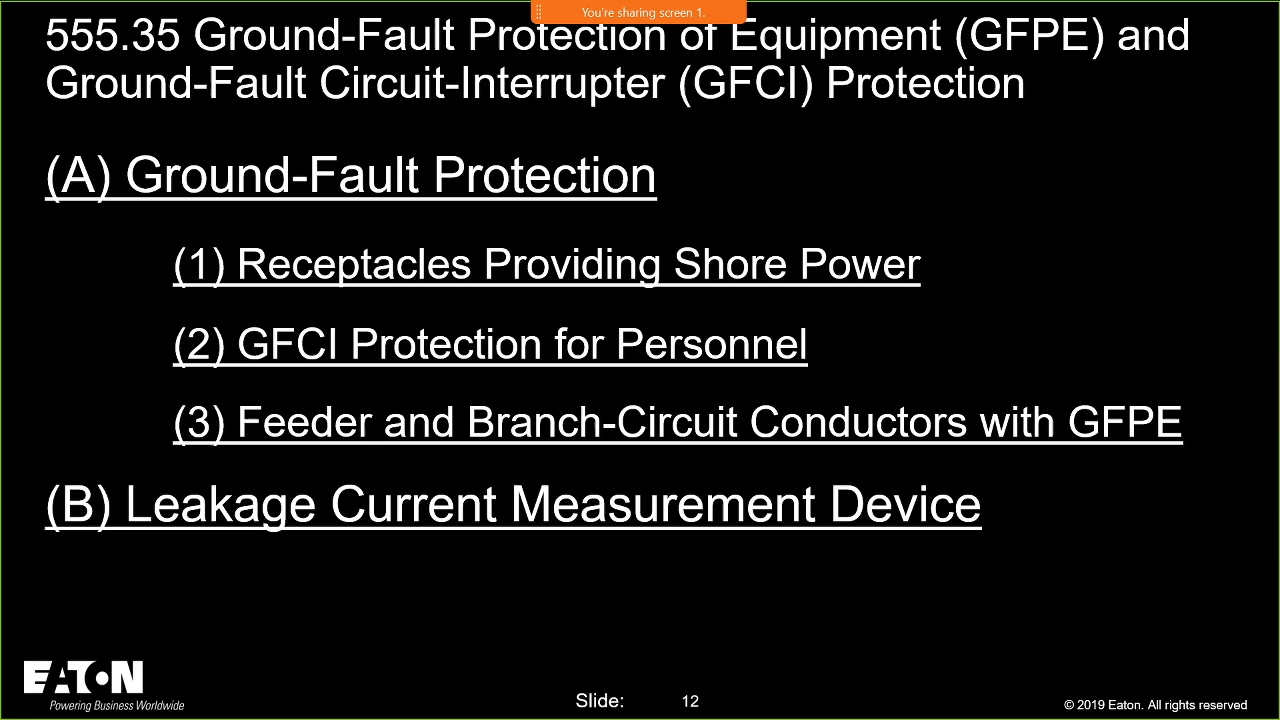 You're sharing screen 1.
555.35 Ground-Fault Protection of Equipment (GFPE) and
Ground-Fault Circuit-Interrupter (GFCI) Protection
(A) Ground-Fault Protection
(1) Receptacles Providing Shore Power
(2) GFCI Protection for Personnel
(3) Feeder and Branch-Circuit Conductors with GFPE
(B) Leakage Current Measurement Device
EATON
Powering Business Worldwide
Slide: 12
© 2019 Eaton. All rights reserved